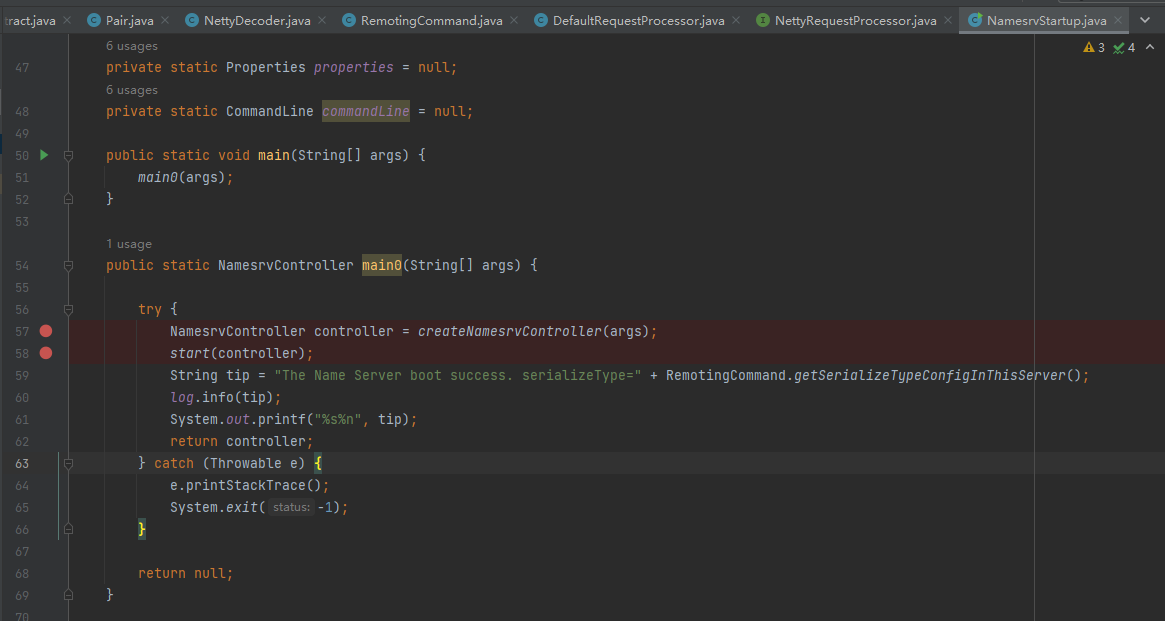 tract.java Pair.java NettyDecoder.java RemotingCommand.java DefaultRequestProcessor.java NettyRequestProcessor.java NamesrvStartup.java
6 usages 3 4
47 private static Properties properties = null;
6 usages
48 private static CommandLine commandLine = null;
49
50 public static void main(String[] args) {
51 main0(args);
52 }
53
1 usage
54 public static NamesrvController main0(String[] args) {
55
56 try {
57 NamesrvController controller = createNamesrvController(args);
58 start(controller);
59 String tip = "The Name Server boot success. serializeType=" + RemotingCommand.getSerializeTypeConfigInThisServer();
60 log.info(tip);
61 System.out.printf("%s%n", tip);
62 return controller;
63 } catch (Throwable e) {
64 e.printStackTrace();
65 System.exit( status: -1);
66 }
67
68 return null;
69 }
70